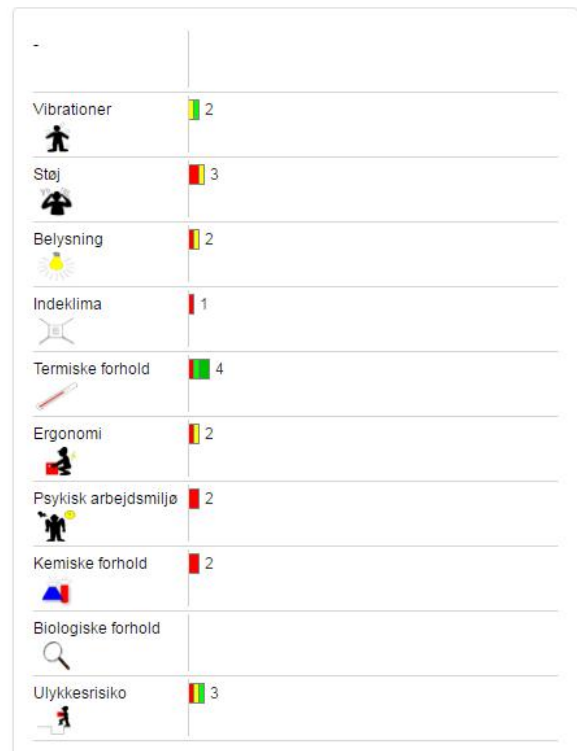 -
Vibrationer 2
Støj 3
Belysning 2
Indeklima 1
Termiske forhold 4
Ergonomi 2
Psykisk arbejdsmiljø 2
Kemiske forhold 2
Biologiske forhold
Ulykkesrisiko 3